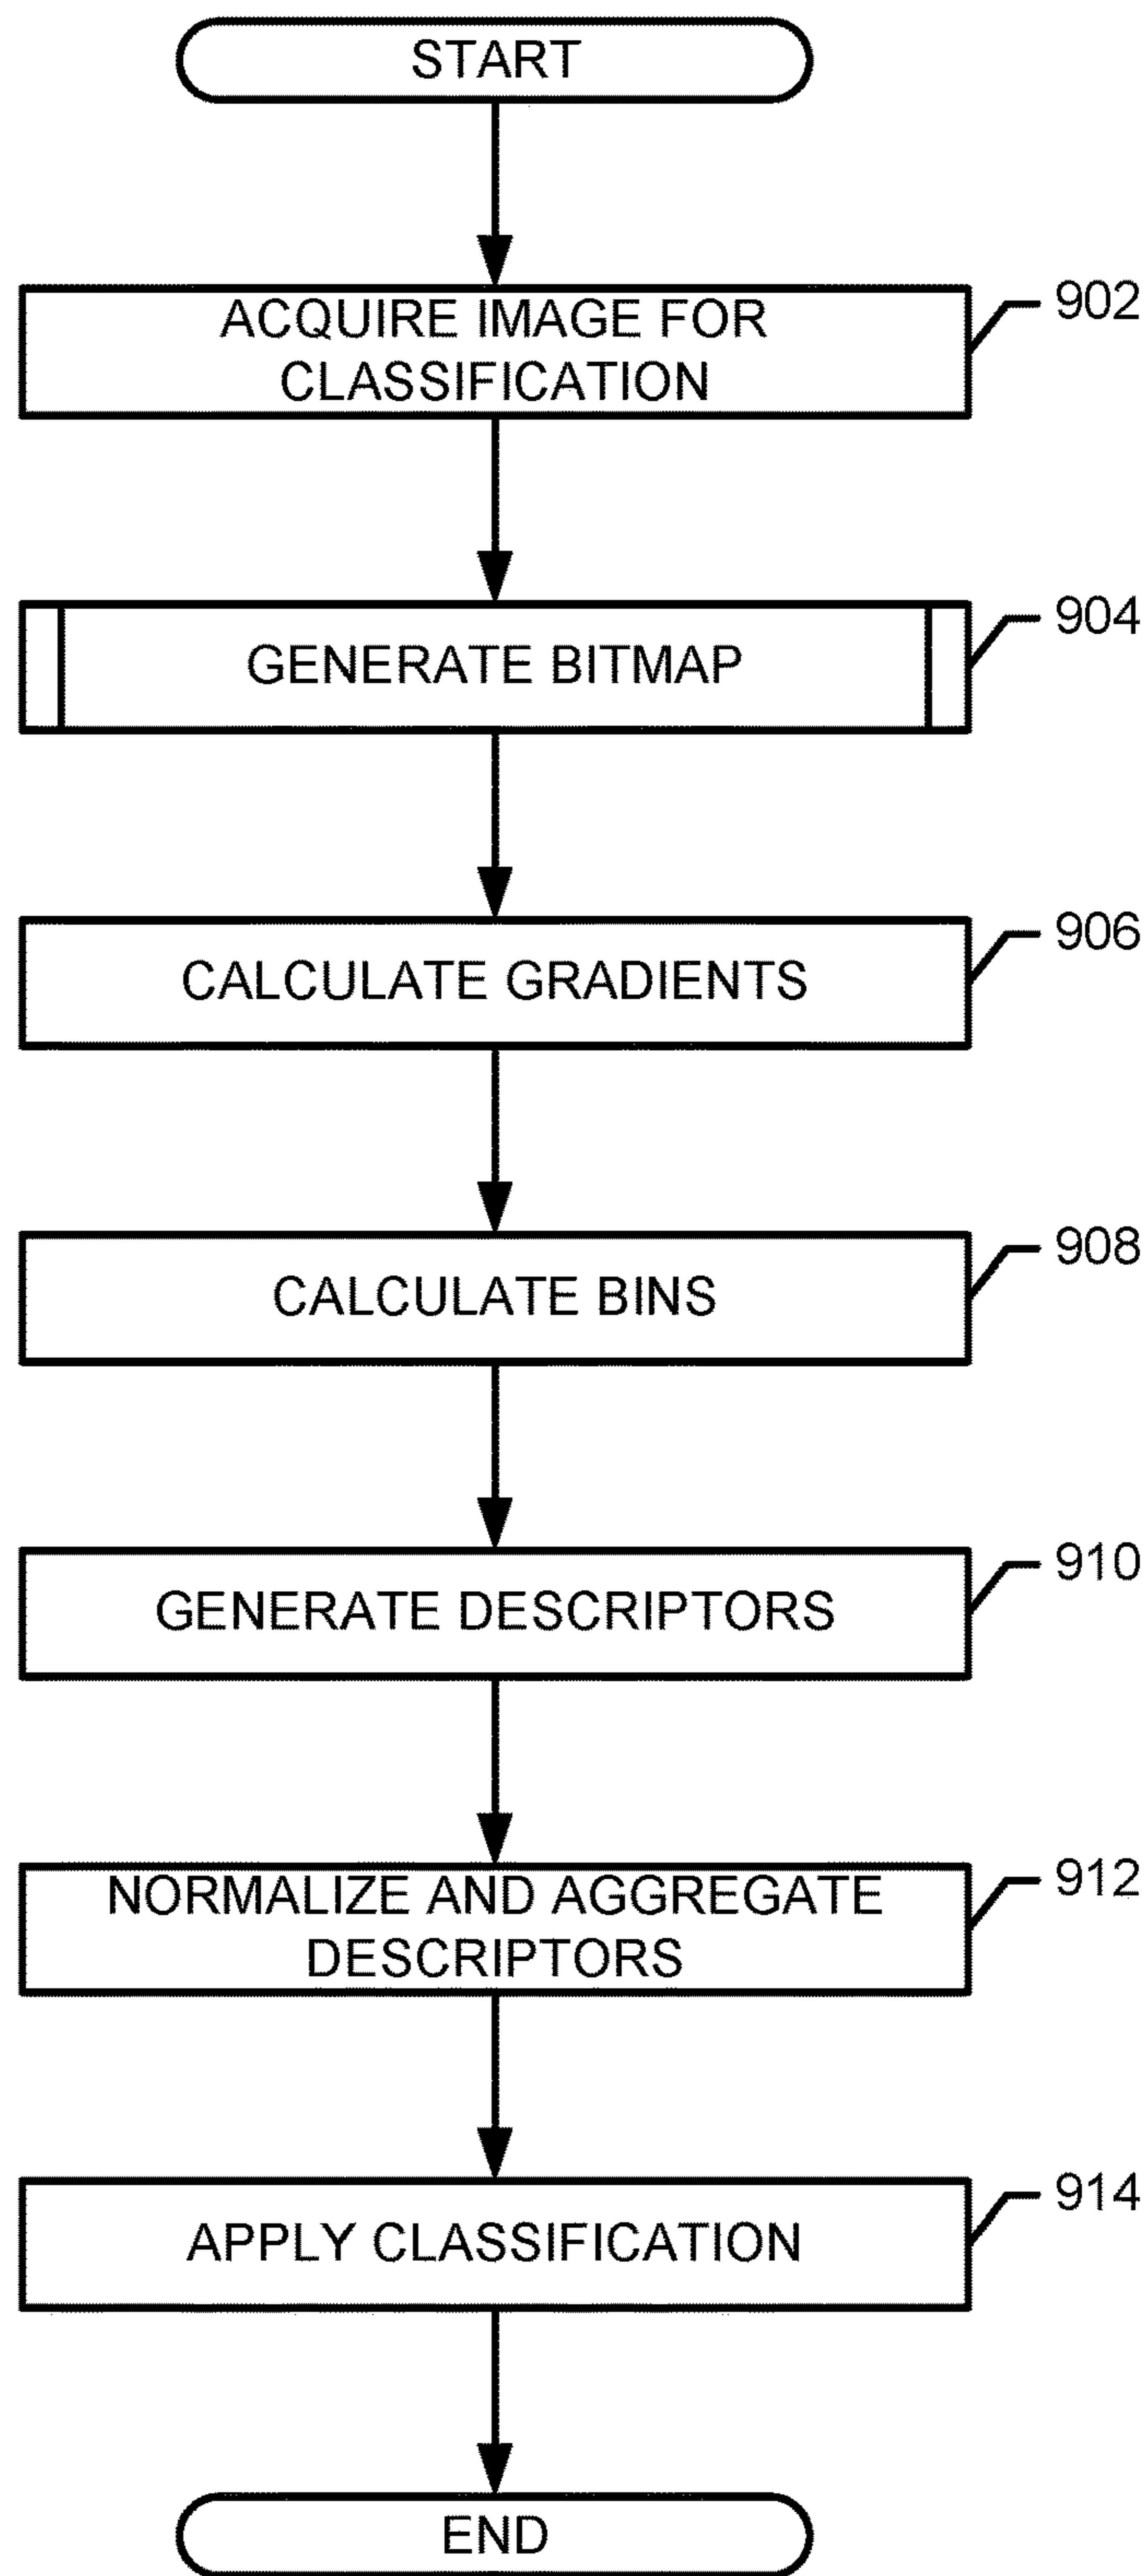 START
ACQUIRE IMAGE FOR
CLASSIFICATION
902
GENERATE BITMAP
904
CALCULATE GRADIENTS
906
CALCULATE BINS
908
GENERATE DESCRIPTORS
910
NORMALIZE AND AGGREGATE
DESCRIPTORS
912
APPLY CLASSIFICATION
914
END